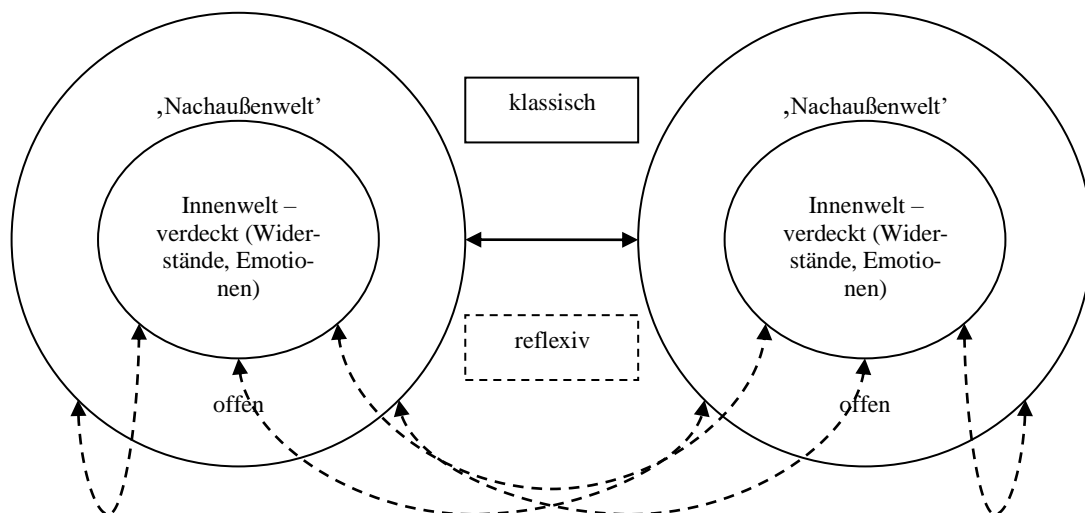 ‚Nachaußenwelt’
Innenwelt –
verdeckt (Wider-
stände, Emotio-
nen)
offen
klassisch
reflexiv
‚Nachaußenwelt’
Innenwelt –
verdeckt (Wider-
stände, Emotio-
nen)
offen